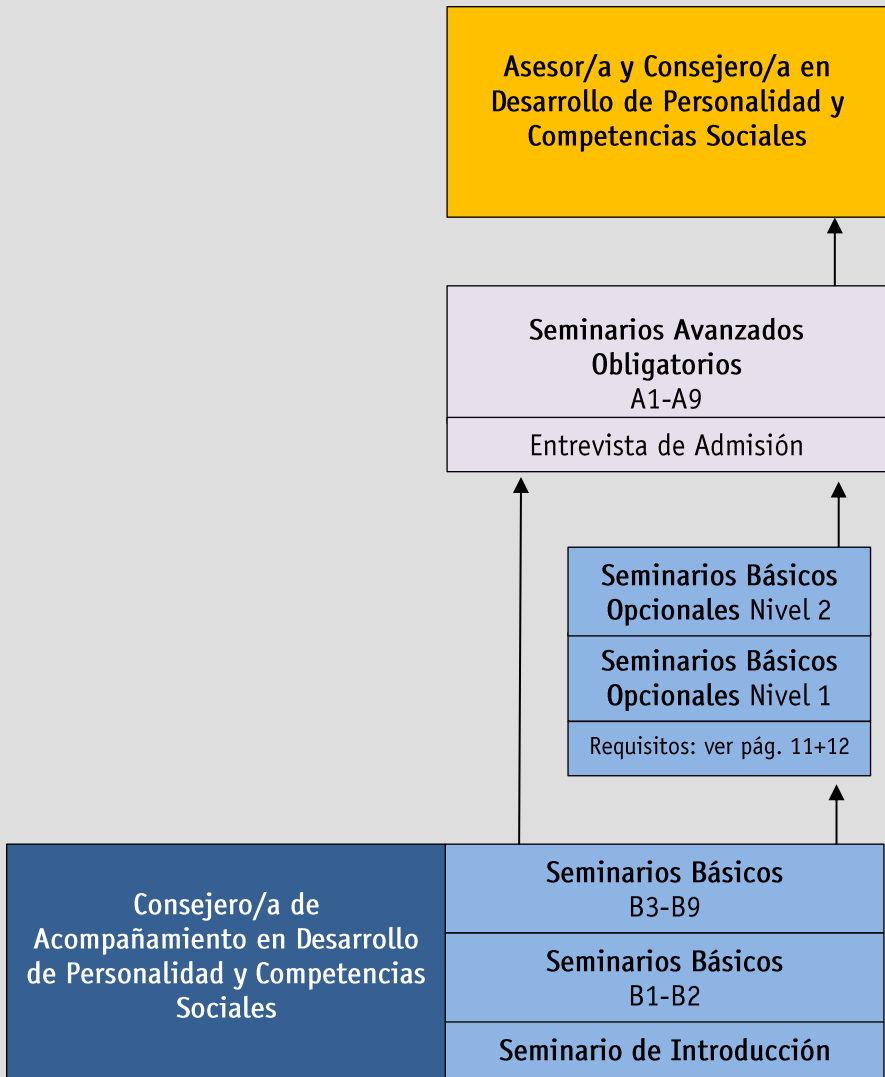 Asesor/a y Consejero/a en
Desarrollo de Personalidad y
Competencias Sociales
Seminarios Avanzados
Obligatorios
A1-A9
Entrevista de Admisión
Seminarios Básicos
Opcionales Nivel 2
Seminarios Básicos
Opcionales Nivel 1
Requisitos: ver pág. 11+12
Consejero/a de
Acompañamiento en Desarrollo
de Personalidad y Competencias
Sociales
Seminarios Básicos
B3-B9
Seminarios Básicos
B1-B2
Seminario de Introducción